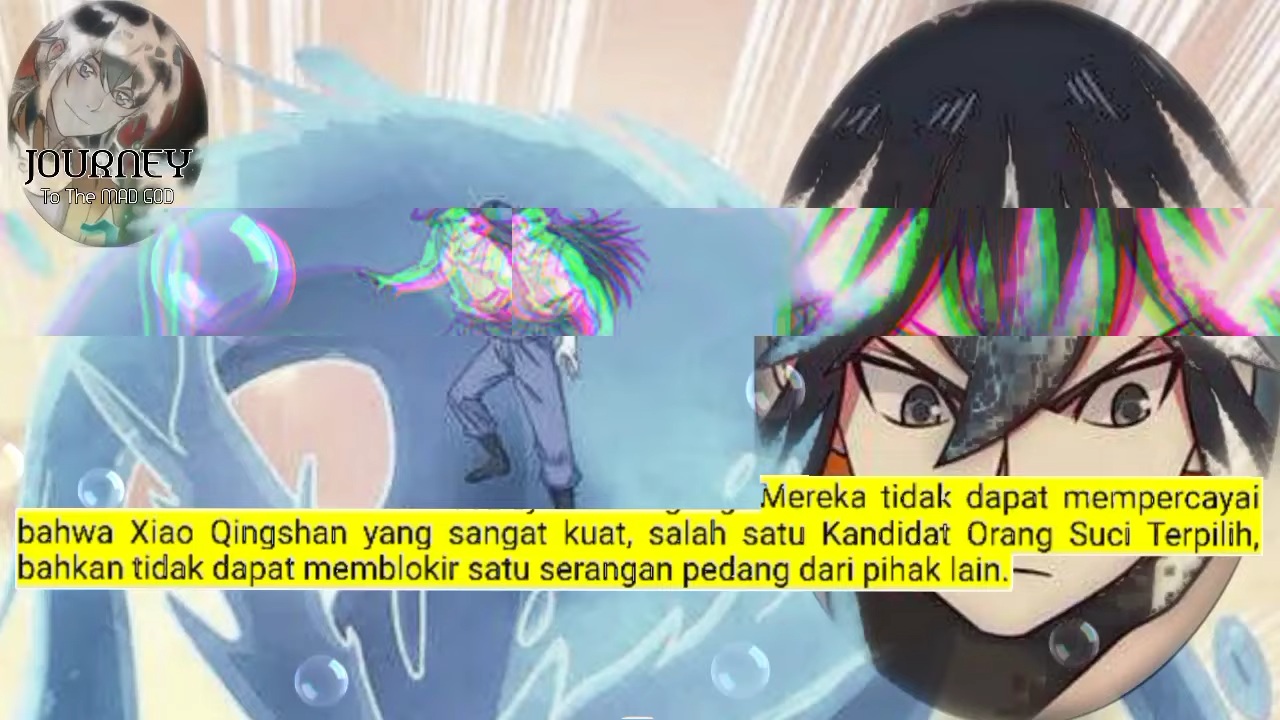 JOURNEY
To The MAD GOD
Mereka tidak dapat mempercayai
bahwa Xiao Qingshan yang sangat kuat, salah satu Kandidat Orang Suci Terpilih,
bahkan tidak dapat memblokir satu serangan pedang dari pihak lain.